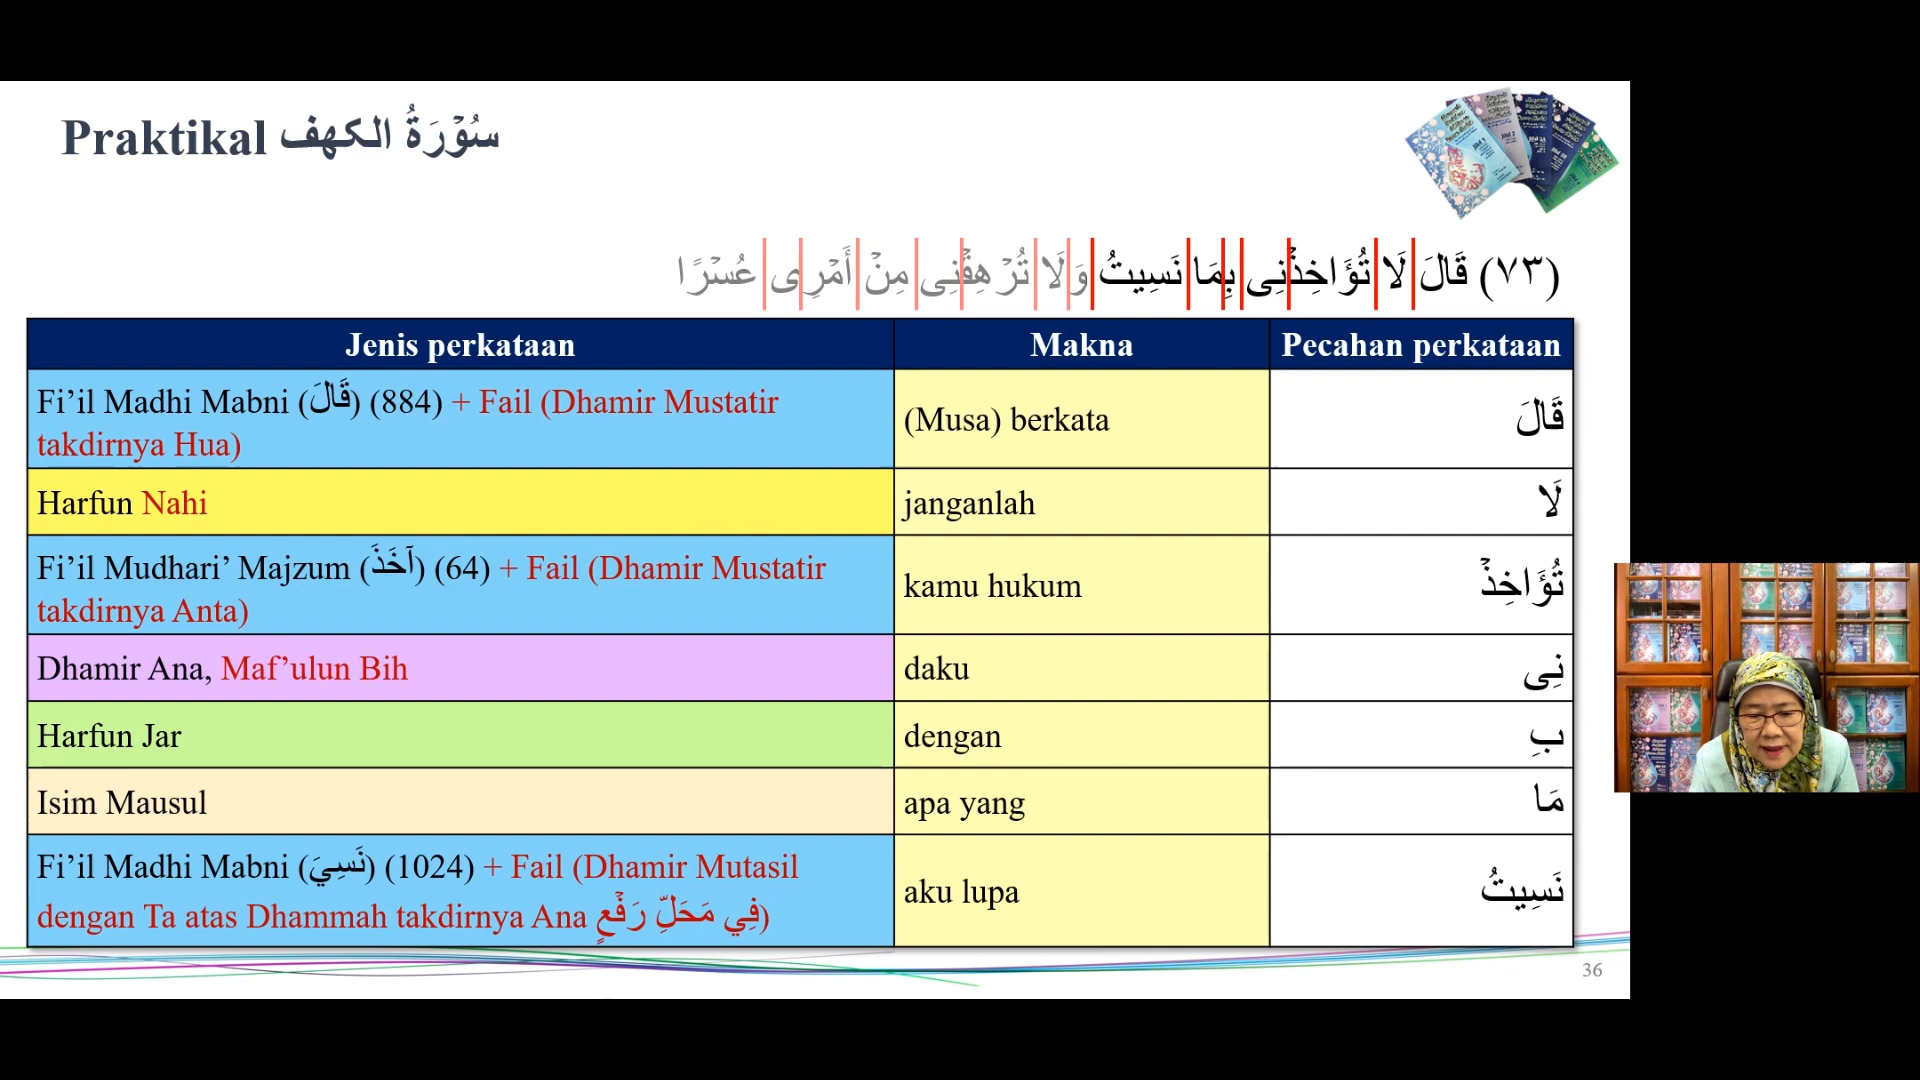 Praktikal سُوۡرَةُ الكهف
(٧٣) قَالَ لَا تُؤَاخِذۡنِى بِمَا نَسِيتُ وَلَا تُرۡهِقۡنِى مِنۡ أَمۡرِى عُسۡرًا
Jenis perkataan Makna Pecahan perkataan
Fi’il Madhi Mabni (قَالَ) (884) + Fail (Dhamir Mustatir
takdirnya Hua)
(Musa) berkata
قَالَ
Harfun Nahi
janganlah
لَا
Fi’il Mudhari’ Majzum (آخَذَ) (64) + Fail (Dhamir Mustatir
takdirnya Anta)
kamu hukum
تُؤَاخِذۡ
Dhamir Ana, Maf’ulun Bih
daku
نِى
Harfun Jar
dengan
بِ
Isim Mausul
apa yang
مَا
Fi’il Madhi Mabni (نَسِيَ) (1024) + Fail (Dhamir Mutasil
dengan Ta atas Dhammah takdirnya Ana فِي مَحَلِّ رَفۡعٍ)
aku lupa
نَسِيتُ
36